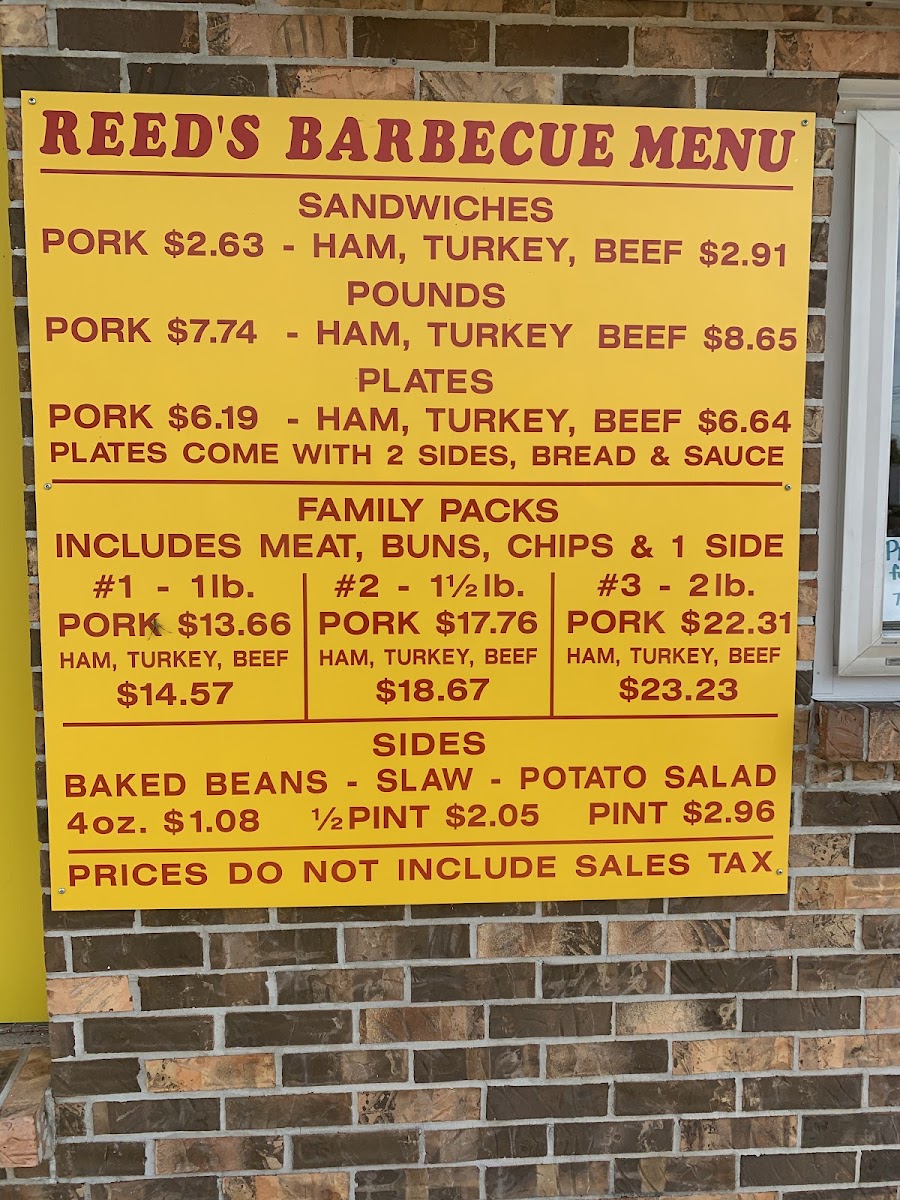 REED'S BARBECUE MENU
SANDWICHES
PORK $2.63 - HAM, TURKEY, BEEF $2.91
POUNDS
PORK $7.74 - HAM, TURKEY BEEF $8.65
PLATES
PORK $6.19 - HAM, TURKEY, BEEF $6.64
PLATES COME WITH 2 SIDES, BREAD & SAUCE
FAMILY PACKS
INCLUDES MEAT, BUNS, CHIPS & 1 SIDE
#1 - 1lb.
PORK $13.66
HAM, TURKEY, BEEF
$14.57
#2 - 1½lb.
PORK $17.76
HAM, TURKEY, BEEF
$18.67
#3 - 2lb.
PORK $22.31
HAM, TURKEY, BEEF
$23.23
SIDES
BAKED BEANS - SLAW - POTATO SALAD
4oz. $1.08 ½PINT $2.05 PINT $2.96
PRICES DO NOT INCLUDE SALES TAX